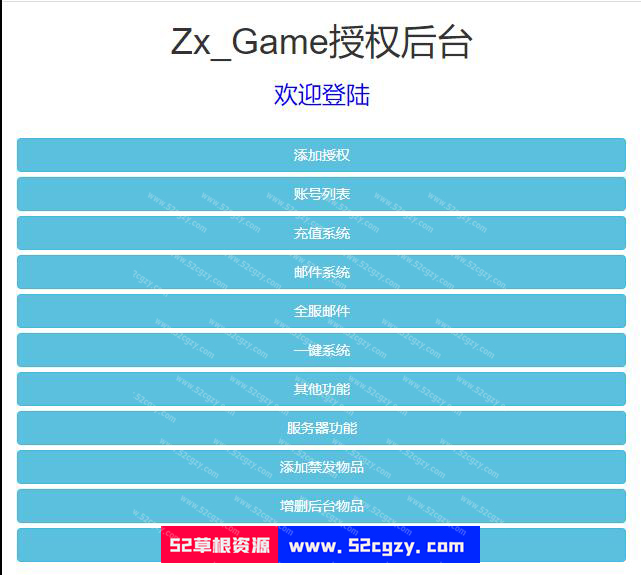 Zx_Game授权后台
欢迎登陆
添加授权
账号列表
充值系统
邮件系统
全服邮件
一键系统
其他功能
服务器功能
添加禁发物品
增删后台物品
52草根资源 www.52cgzy.com